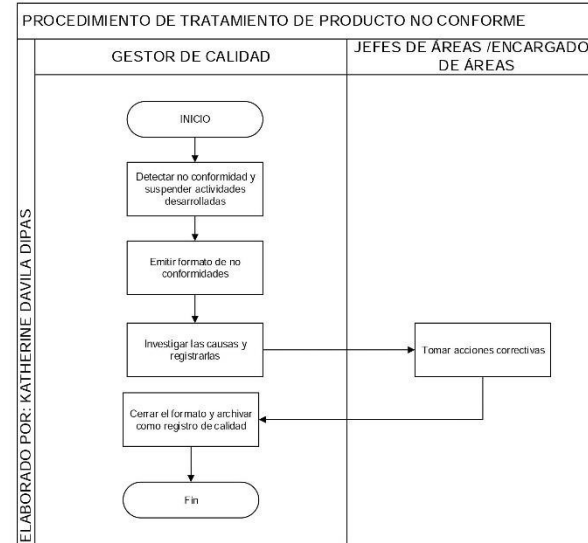 PROCEDIMIENTO DE TRATAMIENTO DE PRODUCTO NO CONFORME
GESTOR DE CALIDAD
JEFES DE ÁREAS /ENCARGADO
DE ÁREAS
ELABORADO POR: KATHERINE DAVILA DIPAS
INICIO
Detectar no conformidad y
suspender actividades
desarrolladas
Emitir formato de no
conformidades
Investigar las causas y
registrarlas
Tomar acciones correctivas
Cerrar el formato y archivar
como registro de calidad
Fin